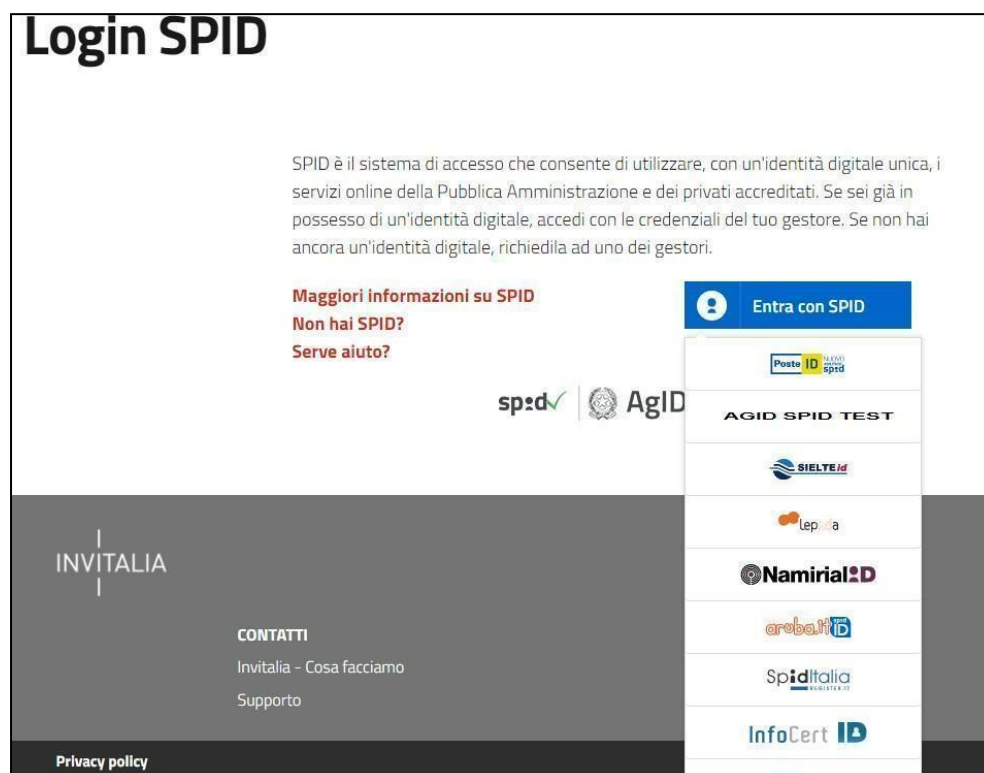 Login SPID
SPID è il sistema di accesso che consente di utilizzare, con un'identità digitale unica, i
servizi online della Pubblica Amministrazione e dei privati accreditati. Se sei già in
possesso di un'identità digitale, accedi con le credenziali del tuo gestore. Se non hai
ancora un'identità digitale, richiedila ad uno dei gestori.
Maggiori informazioni su SPID
Non hai SPID?
Serve aiuto?
Entra con SPID
spid
AgID
Poste ID
spid
AGID SPID TEST
SIELTEid
Namirial ID
aruba.it ID
SpidItalia
REGISTER.IT
InfoCert ID
INVITALIA
CONTATTI
Invitalia - Cosa facciamo
Supporto
Privacy policy